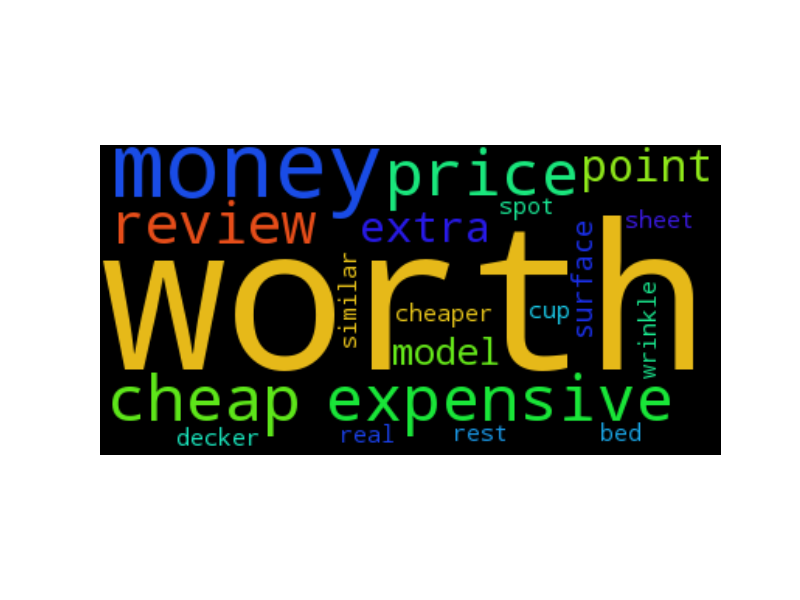 money
price
point
review
extra
spot
sheet
worth
similar
cheaper
cup
surface
wrinkle
model
cheap
expensive
decker
real
rest
bed